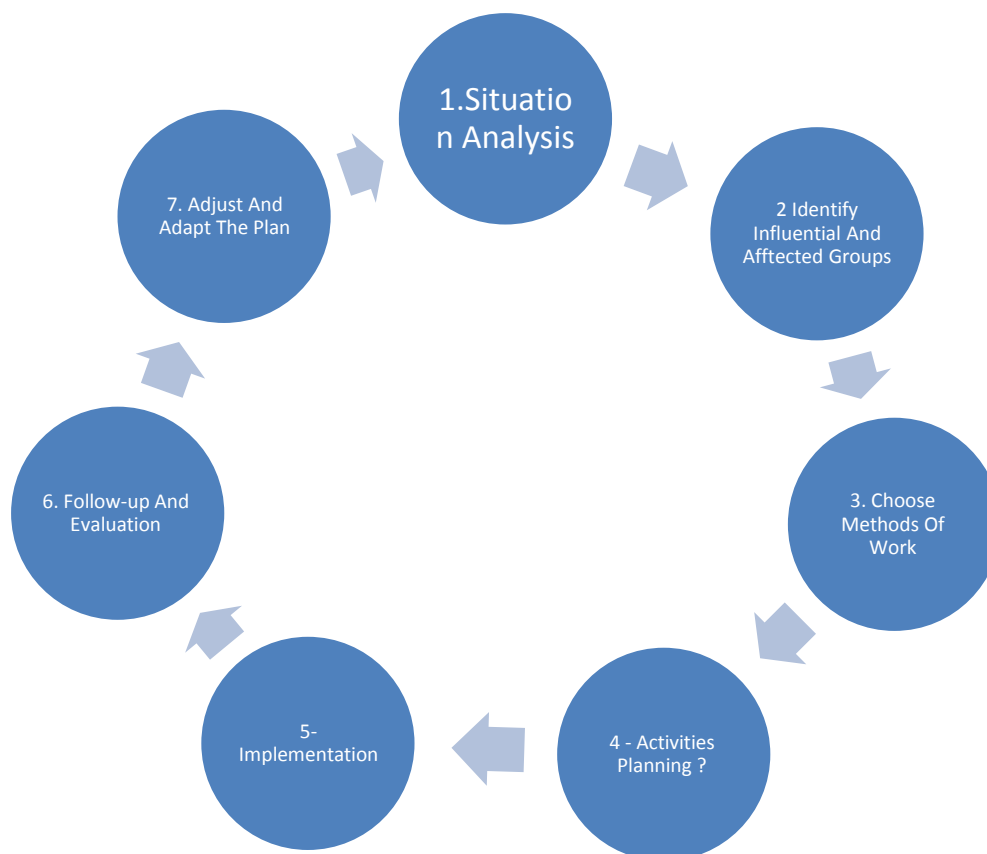 1.Situatio
n Analysis
2 Identify
Influential And
Afftected Groups
3. Choose
Methods Of
Work
4 - Activities
Planning ?
5-
Implementation
6. Follow-up And
Evaluation
7. Adjust And
Adapt The Plan